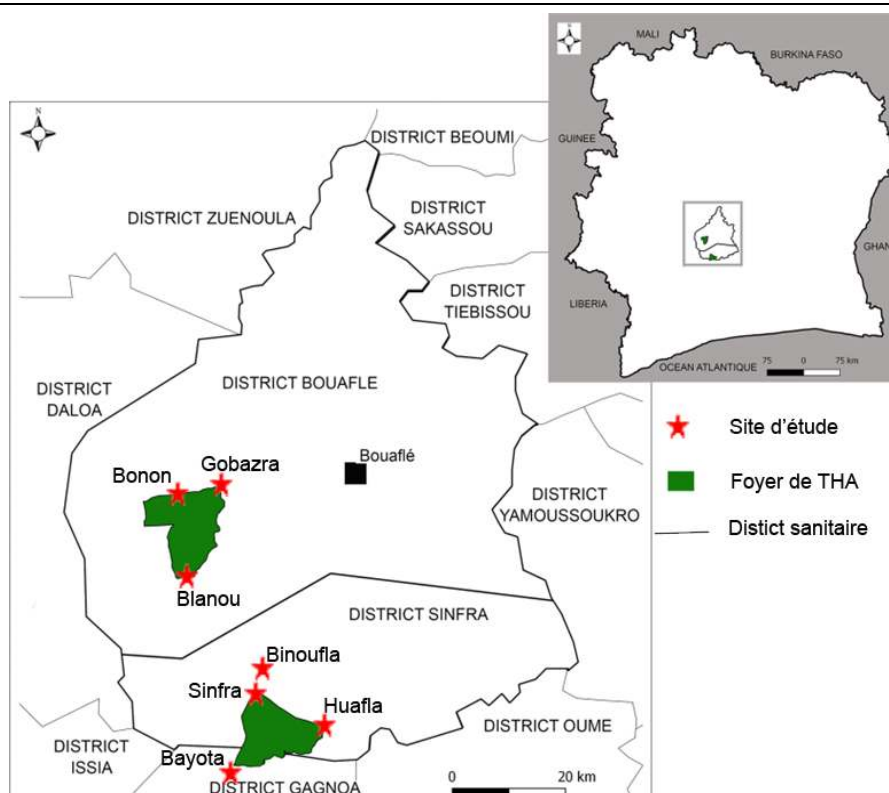 N
MALI
BURKINA FASO
GUINEE
GHAN
LIBERIA
OCEAN ATLANTIQUE
75 0 75 km
N
DISTRICT BEOUMI
DISTRICT ZUENOULA
DISTRICT
SAKASSOU
DISTRICT
TIEBISSOU
DISTRICT
DALOA
DISTRICT BOUAFLE
Bouaflé
Bonon
Gobazra
DISTRICT
YAMOUSSOUKRO
Blanou
DISTRICT SINFRA
Binoufla
Sinfra
Huafla
DISTRICT OUME
DISTRICT
ISSIA
Bayota
DISTRICT GAGNOA
0 20 km
Site d'étude
Foyer de THA
Distict sanitaire